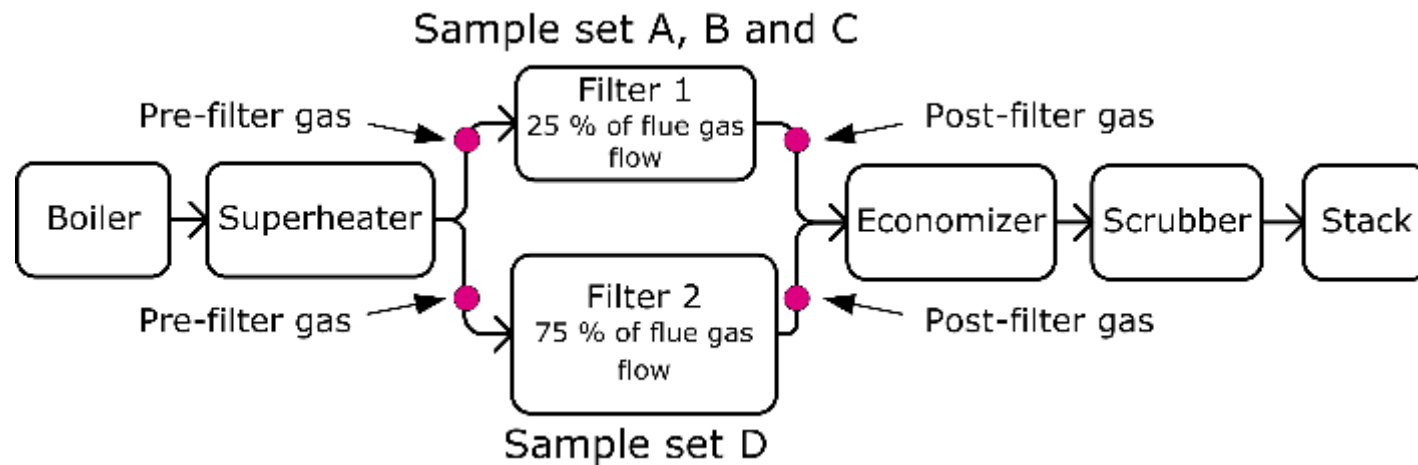 Sample set A, B and C
Filter 1
25 % of flue gas
flow
Pre-filter gas
Post-filter gas
Boiler
Superheater
Economizer
Scrubber
Stack
Pre-filter gas
Post-filter gas
Filter 2
75 % of flue gas
flow
Sample set D